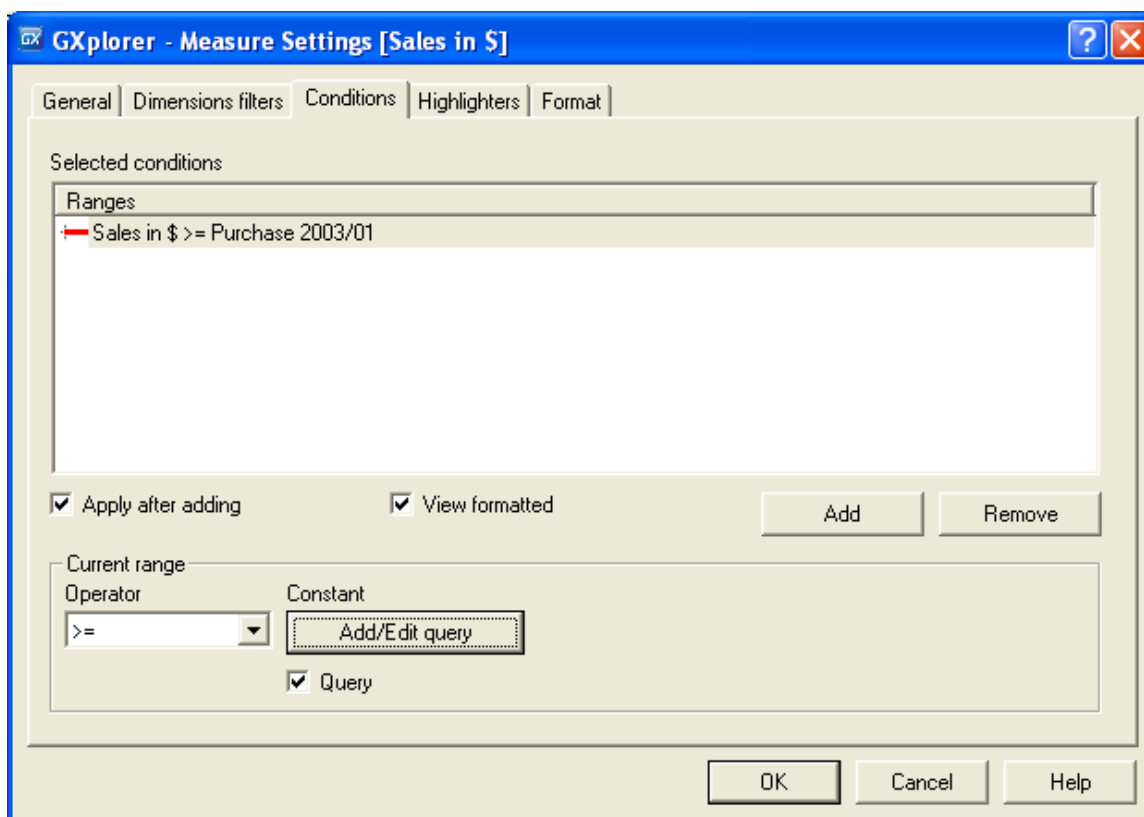 GX GXplorer - Measure Settings [Sales in $]
General Dimensions filters Conditions Highlighters Format
Selected conditions
Ranges
Sales in $ >= Purchase 2003/01
Apply after adding View formatted Add Remove
Current range
Operator Constant
>= Add/Edit query
Query
OK Cancel Help